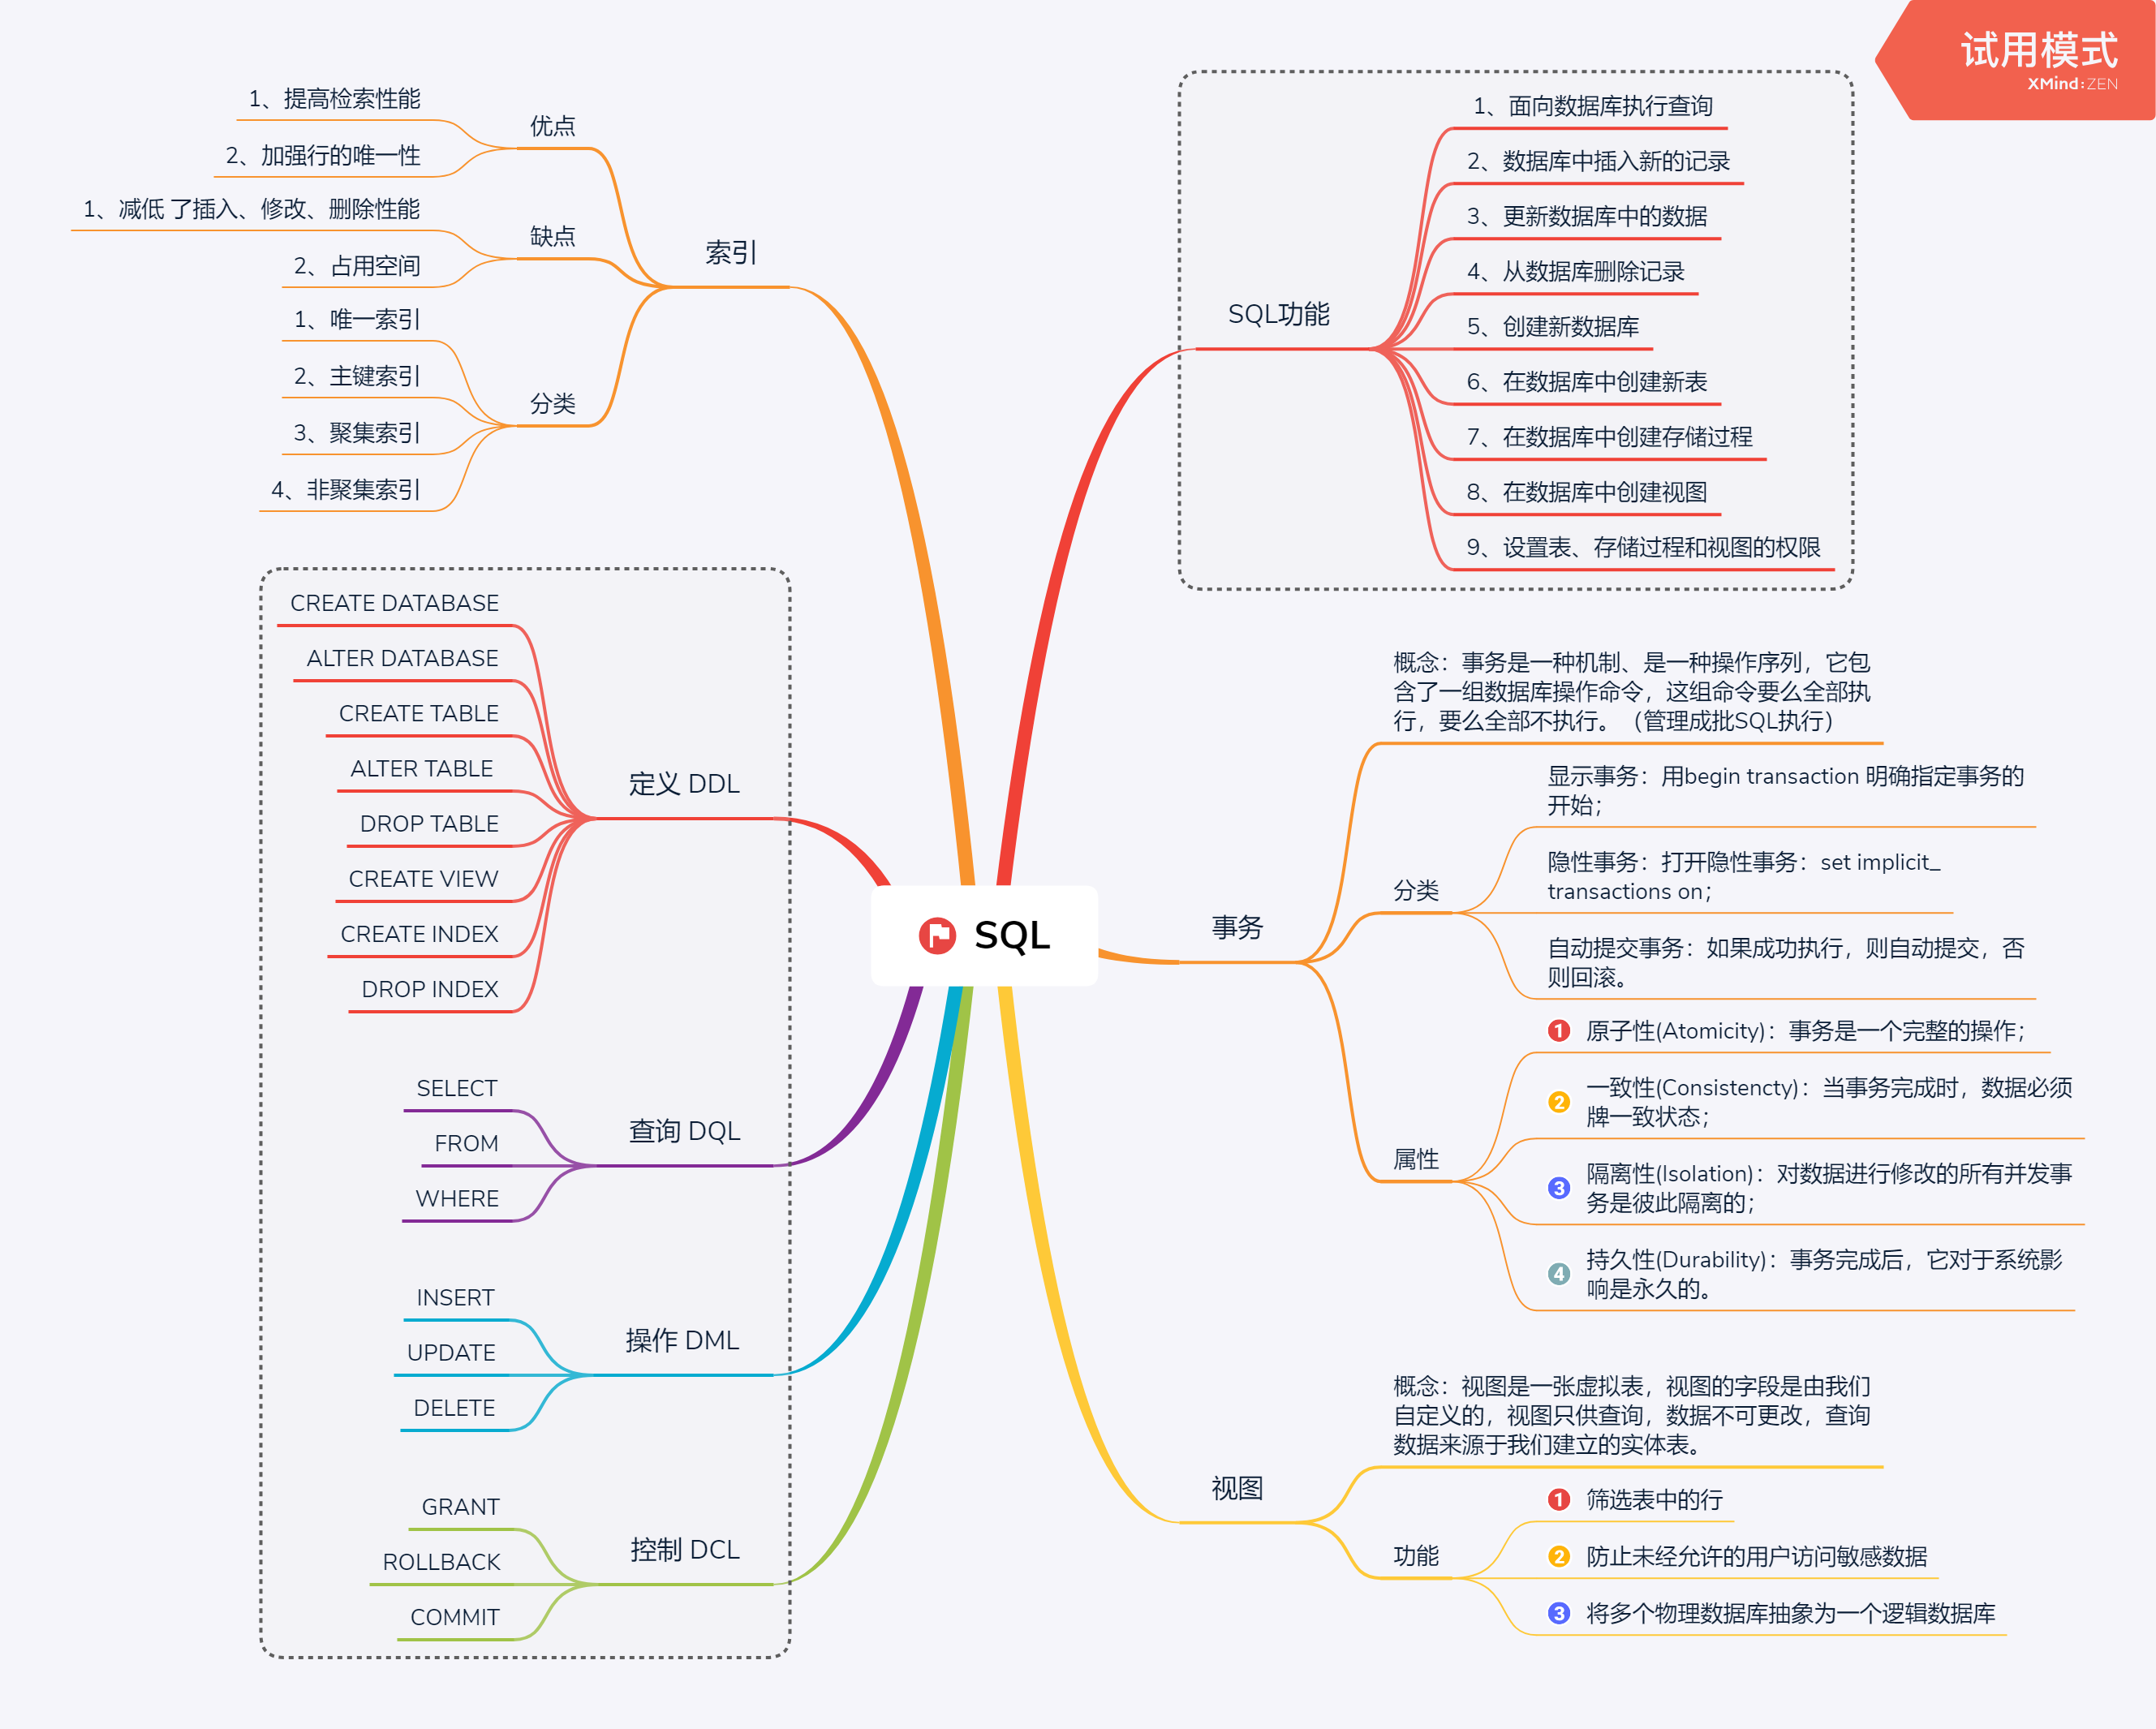 试用模式
XMind:ZEN
SQL
SQL功能
1、面向数据库执行查询
2、数据库中插入新的记录
3、更新数据库中的数据
4、从数据库删除记录
5、创建新数据库
6、在数据库中创建新表
7、在数据库中创建存储过程
8、在数据库中创建视图
9、设置表、存储过程和视图的权限
事务
概念：事务是一种机制、是一种操作序列，它包
含了一组数据库操作命令，这组命令要么全部执
行，要么全部不执行。（管理成批SQL执行）
分类
显示事务：用begin transaction 明确指定事务的
开始；
隐性事务：打开隐性事务：set implicit_
transactions on；
自动提交事务：如果成功执行，则自动提交，否
则回滚。
属性
1 原子性(Atomicity)：事务是一个完整的操作；
2 一致性(Consistencty)：当事务完成时，数据必须
牌一致状态；
3 隔离性(Isolation)：对数据进行修改的所有并发事
务是彼此隔离的；
4 持久性(Durability)：事务完成后，它对于系统影
响是永久的。
视图
概念：视图是一张虚拟表，视图的字段是由我们
自定义的，视图只供查询，数据不可更改，查询
数据来源于我们建立的实体表。
功能
1 筛选表中的行
2 防止未经允许的用户访问敏感数据
3 将多个物理数据库抽象为一个逻辑数据库
索引
优点
1、提高检索性能
2、加强行的唯一性
缺点
1、减低 了插入、修改、删除性能
2、占用空间
分类
1、唯一索引
2、主键索引
3、聚集索引
4、非聚集索引
定义 DDL
CREATE DATABASE
ALTER DATABASE
CREATE TABLE
ALTER TABLE
DROP TABLE
CREATE VIEW
CREATE INDEX
DROP INDEX
查询 DQL
SELECT
FROM
WHERE
操作 DML
INSERT
UPDATE
DELETE
控制 DCL
GRANT
ROLLBACK
COMMIT